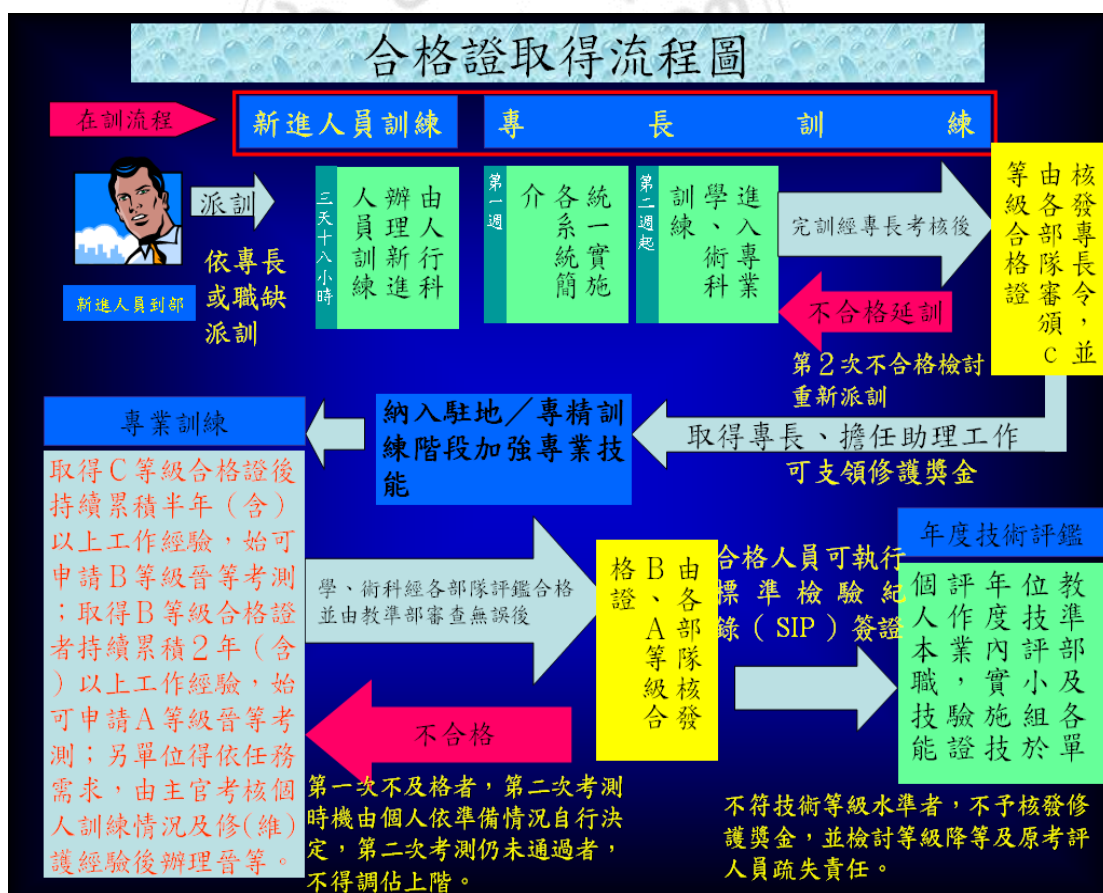 合格證取得流程圖
在訓流程
新進人員訓練
專長訓練
新進人員到部
派訓
依專長
或職缺
派訓
三天十八小時
由人行科
辦理新進
人員訓練
第一週
統一實施
各系統簡
介
第二週起
進入專業
學、術科
訓練
完訓經專長考核後
不合格延訓
第2次不合格檢討
重新派訓
核發專長令，並
由各部隊審頒c
等級合格證
取得專長、擔任助理工作
可支領修護獎金
納入駐地／專精訓
練階段加強專業技
能
專業訓練
取得C等級合格證後
持續累積半年（含）
以上工作經驗，始可
申請B等級晉等考測
；取得B等級合格證
者持續累積2年（含
）以上工作經驗，始
可申請A等級晉等考
測；另單位得依任務
需求，由主官考核個
人訓練情況及修(維)
護經驗後辦理晉等。
學、術科經各部隊評鑑合格
並由教準部審查無誤後
不合格
第一次不及格者，第二次考測
時機由個人依準備情況自行決
定，第二次考測仍未通過者，
不得調佔上階。
由各部隊核發
B、A等級合
格證
合格人員可執行
標準檢驗紀
錄（SIP）簽證
年度技術評鑑
教準部及各單
位技評小組於
年度內實施技
評作業，驗證
個人本職技能
不符技術等級水準者，不予核發修
護獎金，並檢討等級降等及原考評
人員疏失責任。